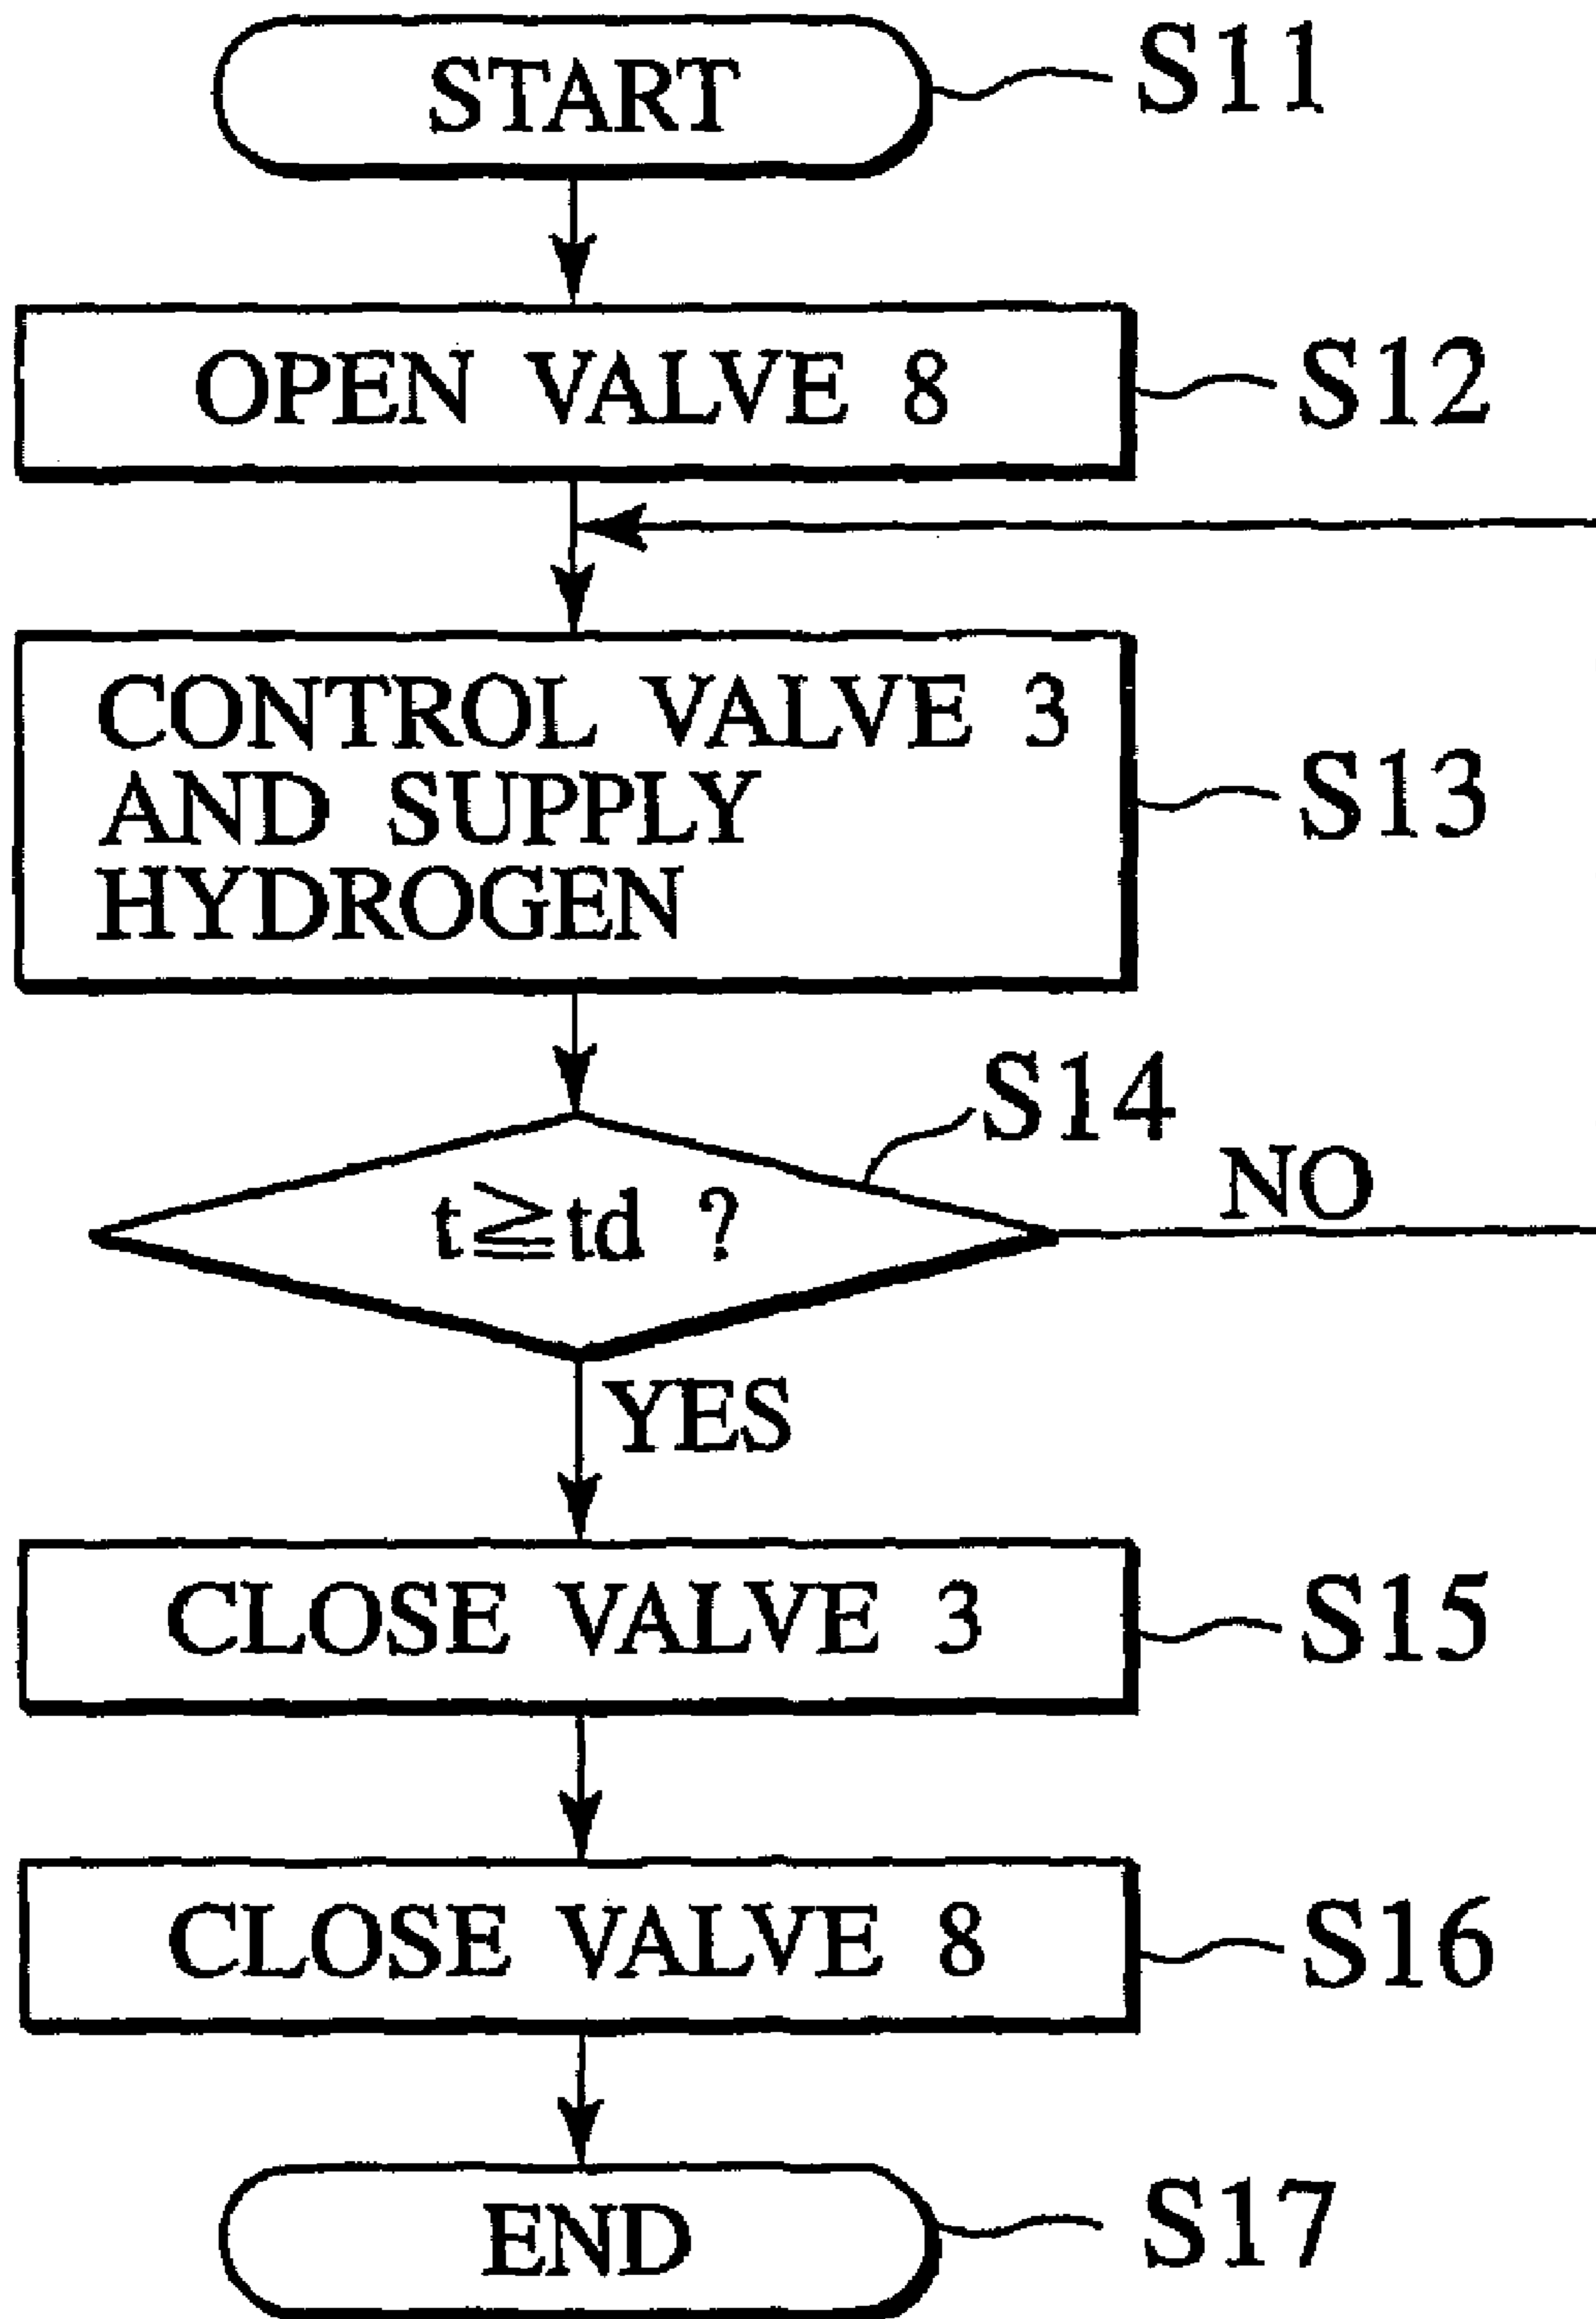 START
S11
OPEN VALVE 8
S12
CONTROL VALVE 3
AND SUPPLY
HYDROGEN
S13
S14
t≧td ?
NO
YES
CLOSE VALVE 3
S15
CLOSE VALVE 8
S16
END
S17